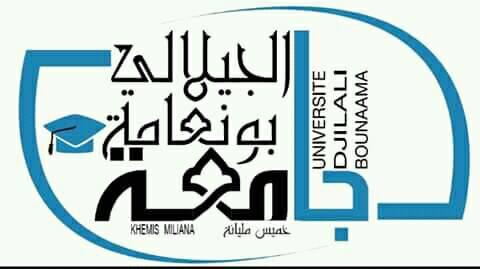 الجيلالي
بونعامة
جامعة
KHEMIS MILIANA خميس مليانة
UNIVERSITE
DJILALI
BOUNAAMA